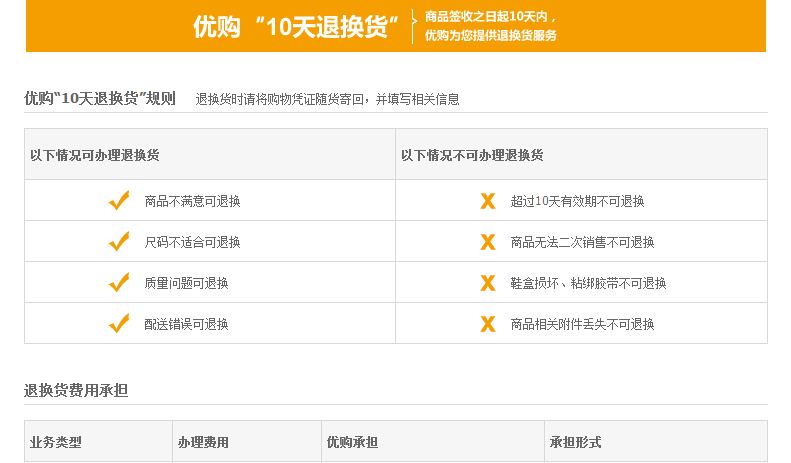 优购“10天退换货”
商品签收之日起10天内，
优购为您提供退换货服务
优购“10天退换货”规则 退换货时请将购物凭证随货寄回，并填写相关信息
以下情况可办理退换货 以下情况不可办理退换货
商品不满意可退换 超过10天有效期不可退换
尺码不适合可退换 商品无法二次销售不可退换
质量问题可退换 鞋盒损坏、粘绑胶带不可退换
配送错误可退换 商品相关附件丢失不可退换
退换货费用承担
业务类型 办理费用 优购承担 承担形式